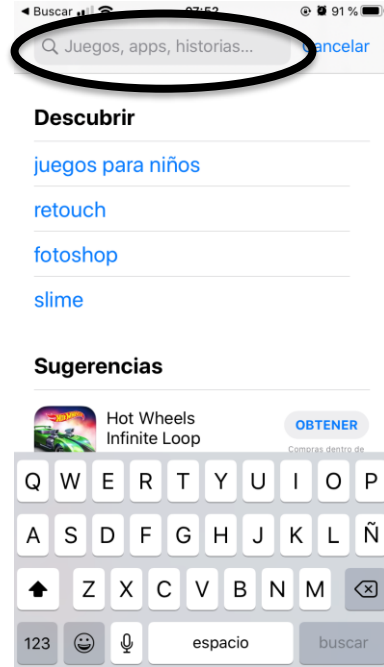 Buscar
91 %
Juegos, apps, historias...
Cancelar
Descubrir
juegos para niños
retouch
fotoshop
slime
Sugerencias
Hot Wheels
Infinite Loop
OBTENER
Compras dentro de
Q W E R T Y U I O P
A S D F G H J K L Ñ
Z X C V B N M
123 espacio buscar